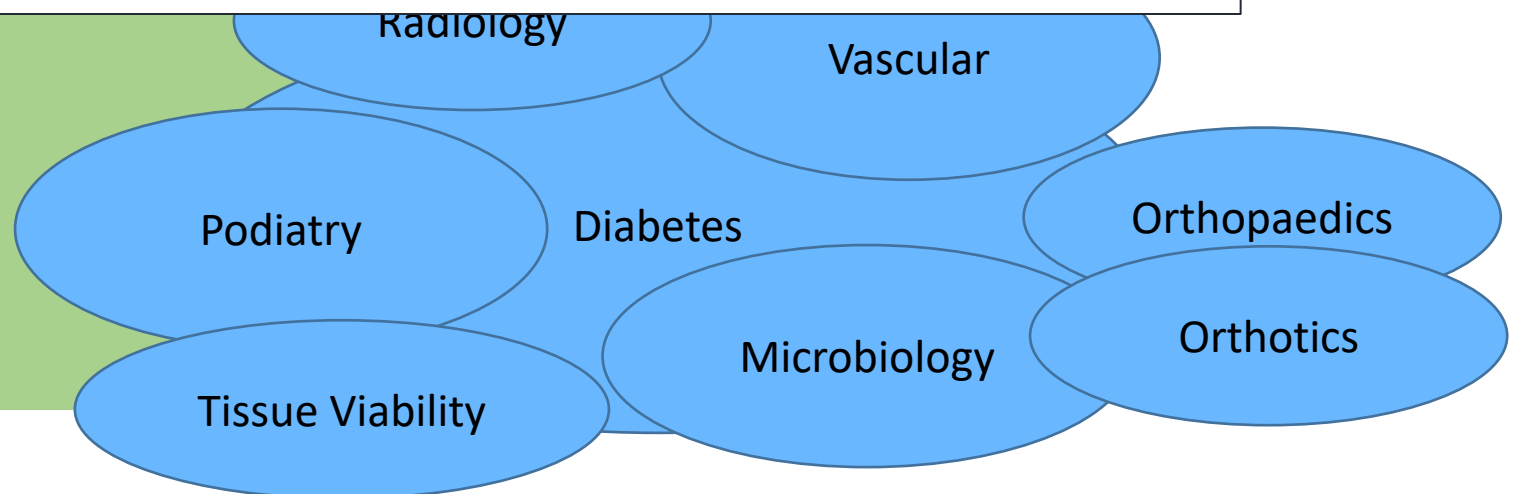 Radiology
Vascular
Podiatry
Diabetes
Orthopaedics
Microbiology
Orthotics
Tissue Viability